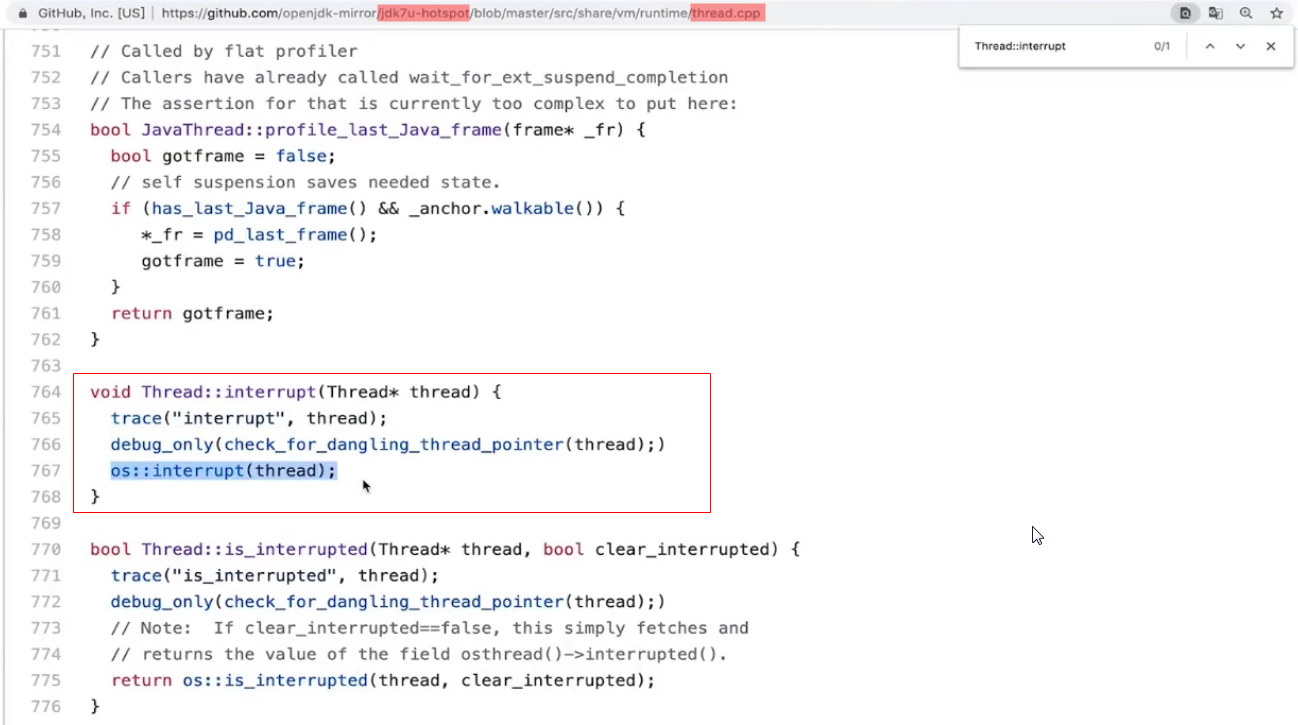 GitHub, Inc. [US] | https://github.com/openjdk-mirror/jdk7u-hotspot/blob/master/src/share/vm/runtime/thread.cpp
Thread::interrupt 0/1
751 // Called by flat profiler
752 // Callers have already called wait_for_ext_suspend_completion
753 // The assertion for that is currently too complex to put here:
754 bool JavaThread::profile_last_Java_frame(frame* _fr) {
755 bool gotframe = false;
756 // self suspension saves needed state.
757 if (has_last_Java_frame() && _anchor.walkable()) {
758 *_fr = pd_last_frame();
759 gotframe = true;
760 }
761 return gotframe;
762 }
763
764 void Thread::interrupt(Thread* thread) {
765 trace("interrupt", thread);
766 debug_only(check_for_dangling_thread_pointer(thread);)
767 os::interrupt(thread);
768 }
769
770 bool Thread::is_interrupted(Thread* thread, bool clear_interrupted) {
771 trace("is_interrupted", thread);
772 debug_only(check_for_dangling_thread_pointer(thread);)
773 // Note:  If clear_interrupted==false, this simply fetches and
774 // returns the value of the field osthread()->interrupted().
775 return os::is_interrupted(thread, clear_interrupted);
776 }